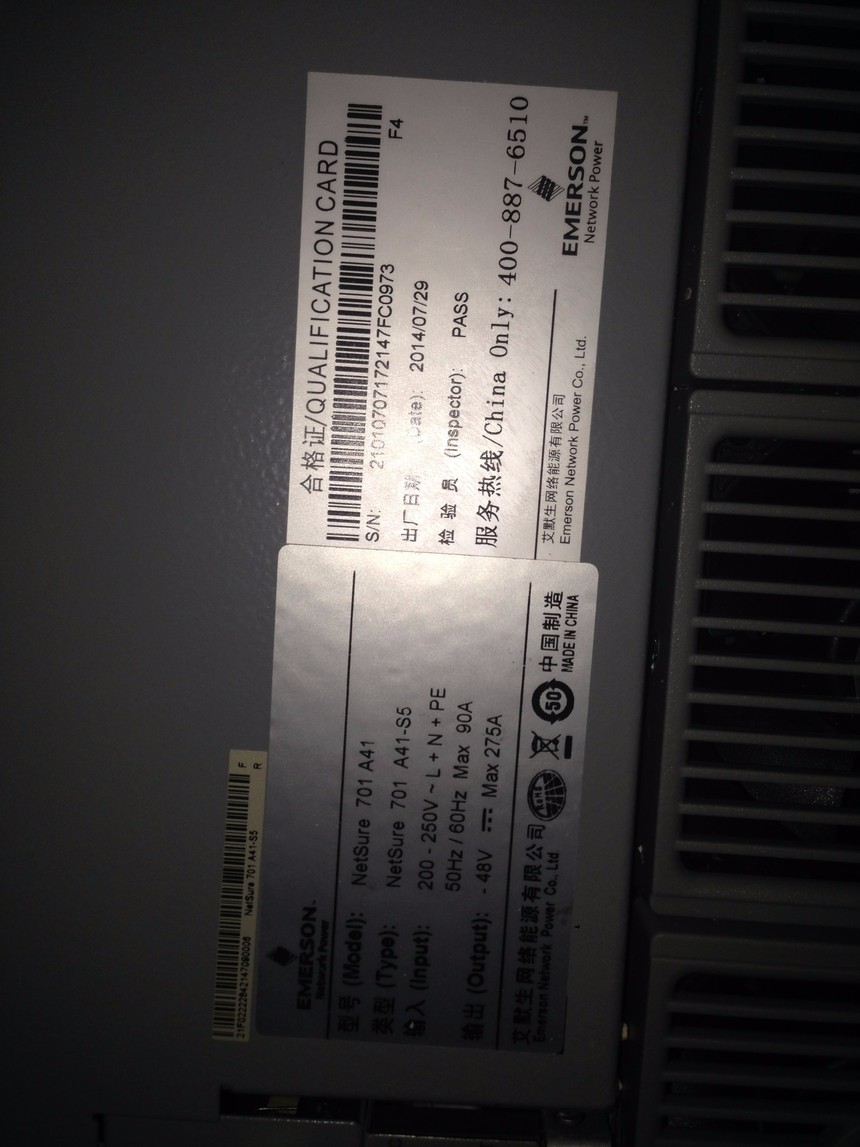 合格证/QUALIFICATION CARD
S/N: 21010707172147FC0973 F4
出厂日期 (Date): 2014/07/29
检 验 员 (Inspector): PASS
服务热线/China Only: 400-887-6510
艾默生网络能源有限公司
Emerson Network Power Co., Ltd.
EMERSON™
Network Power
EMERSON™
Network Power
型号 (Model): NetSure 701 A41
类型 (Type): NetSure 701 A41-S5
输入 (Input): 200 - 250V ~ L + N + PE
50Hz / 60Hz Max 90A
输出 (Output): - 48V ⎓ Max 275A
艾默生网络能源有限公司
Emerson Network Power Co., Ltd
RoHS
50
中国制造
MADE IN CHINA
21F02222842147090006 NetSure 701 A41-S5
F
R